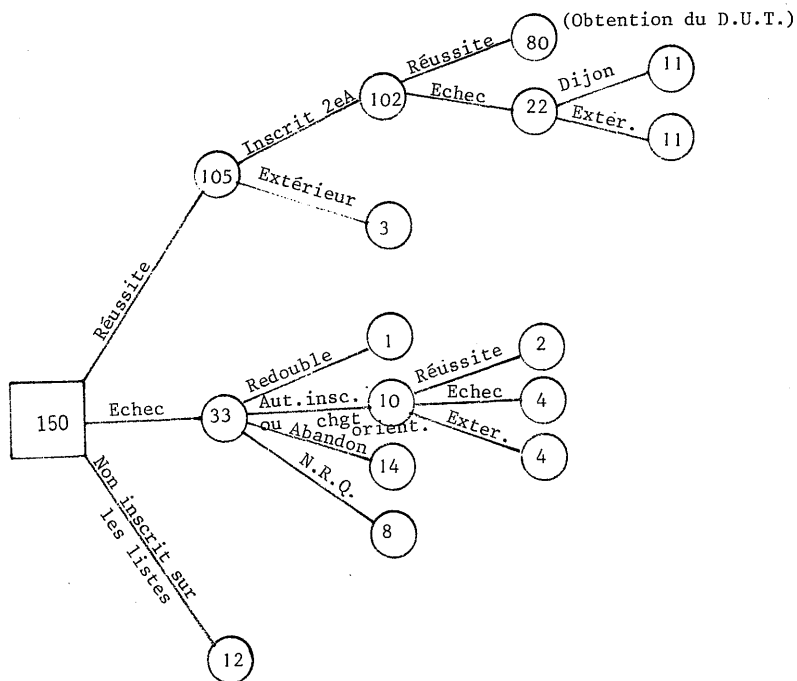 (Obtention du D.U.T.)
Réussite
80
Inscrit 2eA
102
Echec
22
Dijon
11
Exter.
11
105
Extérieur
3
Réussite
150
Echec
33
Redouble
1
Aut.insc.
ou chgt orient.
10
Réussite
2
Echec
4
Exter.
4
Abandon
14
N.R.Q.
8
Non inscrit sur
les listes
12